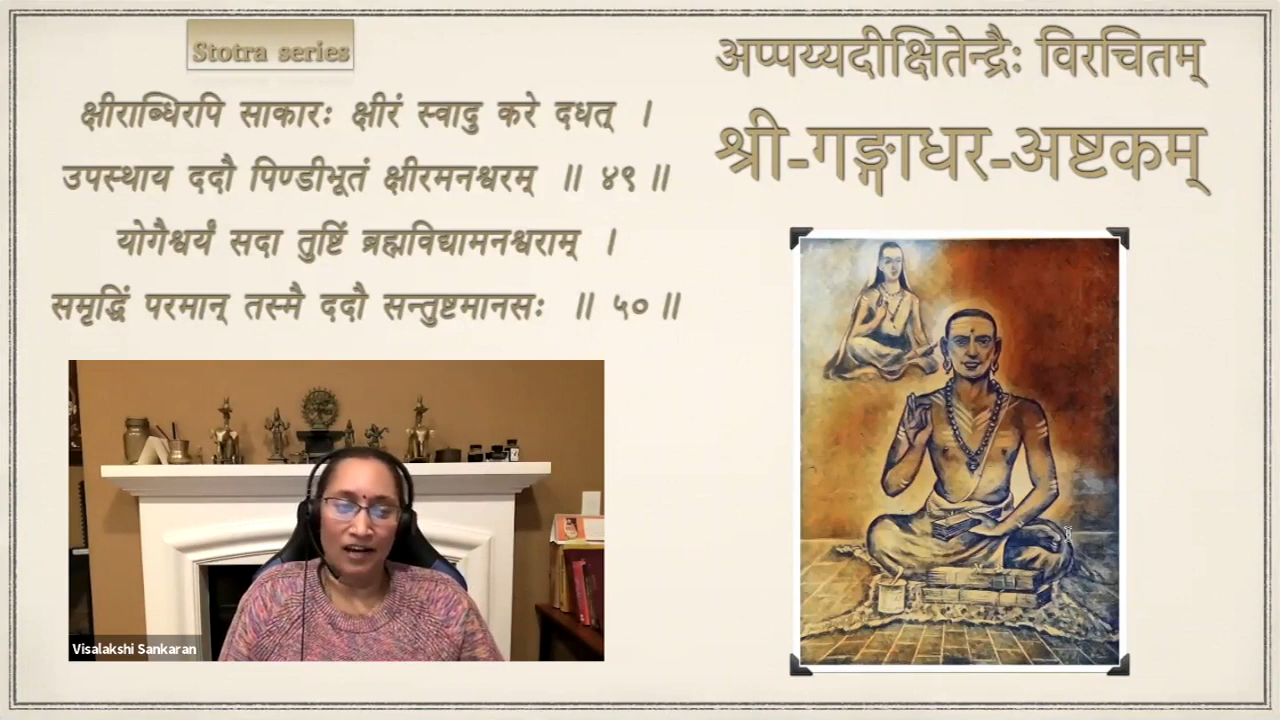 Stotra series
क्षीराब्धिरपि साकारः क्षीरं स्वादु करे दधत् ।
उपस्थाय ददौ पिण्डीभूतं क्षीरमनश्वरम् ॥ ४९ ॥
योगैश्वर्यं सदा तुष्टिं ब्रह्मविद्यामनश्वराम् ।
समृद्धिं परमान् तस्मै ददौ सन्तुष्टमानसः ॥ ५० ॥
अप्पय्यदीक्षितेन्द्रैः विरचितम्
श्री-गङ्गाधर-अष्टकम्
Visalakshi Sankaran